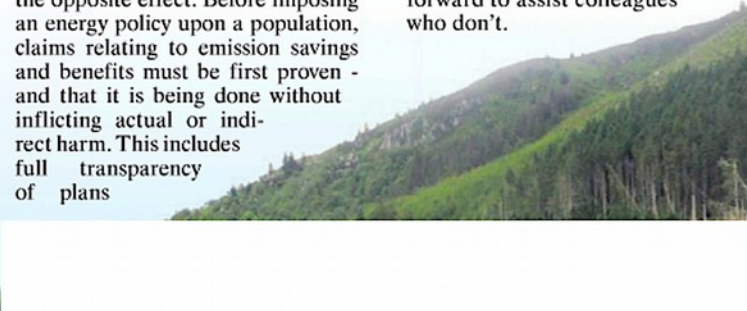 the opposite effect. Before imposing
an energy policy upon a population,
claims relating to emission savings
and benefits must be first proven -
and that it is being done without
inflicting actual or indi-
rect harm. This includes
full transparency
of plans
forward to assist colleagues
who don't.